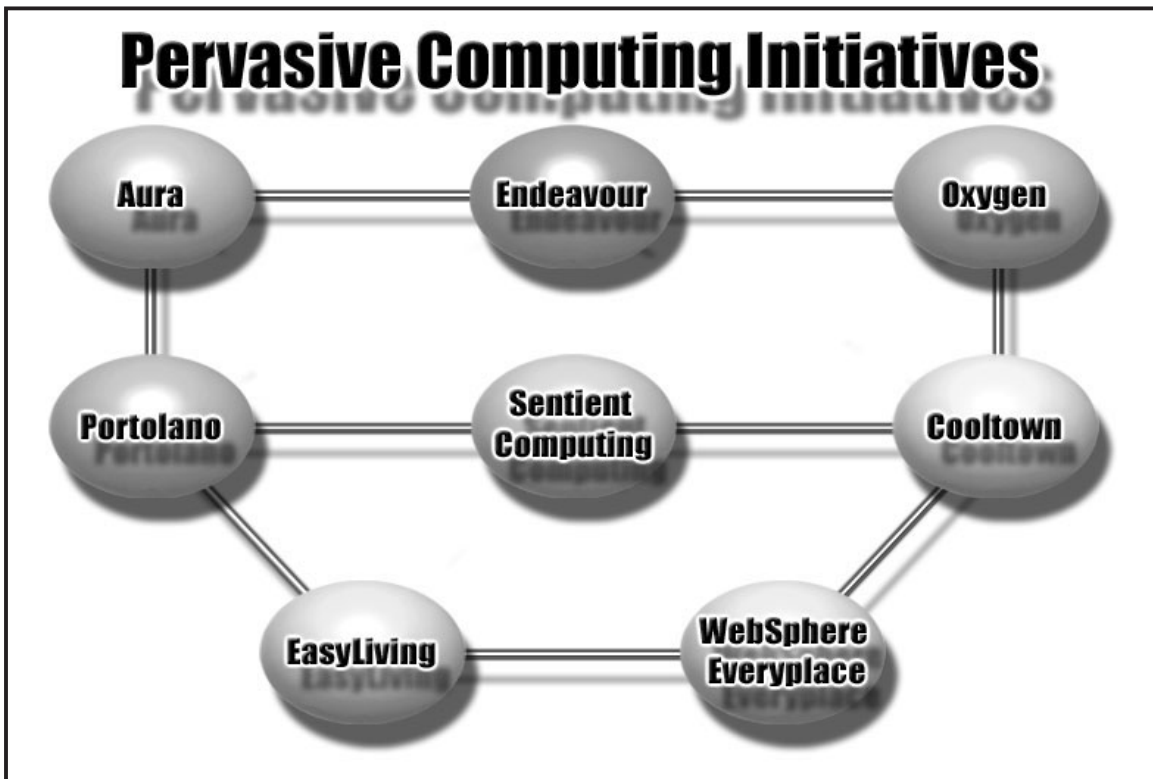 Pervasive Computing Initiatives
Aura
Endeavour
Oxygen
Portolano
Sentient
Computing
Cooltown
EasyLiving
WebSphere
Everyplace